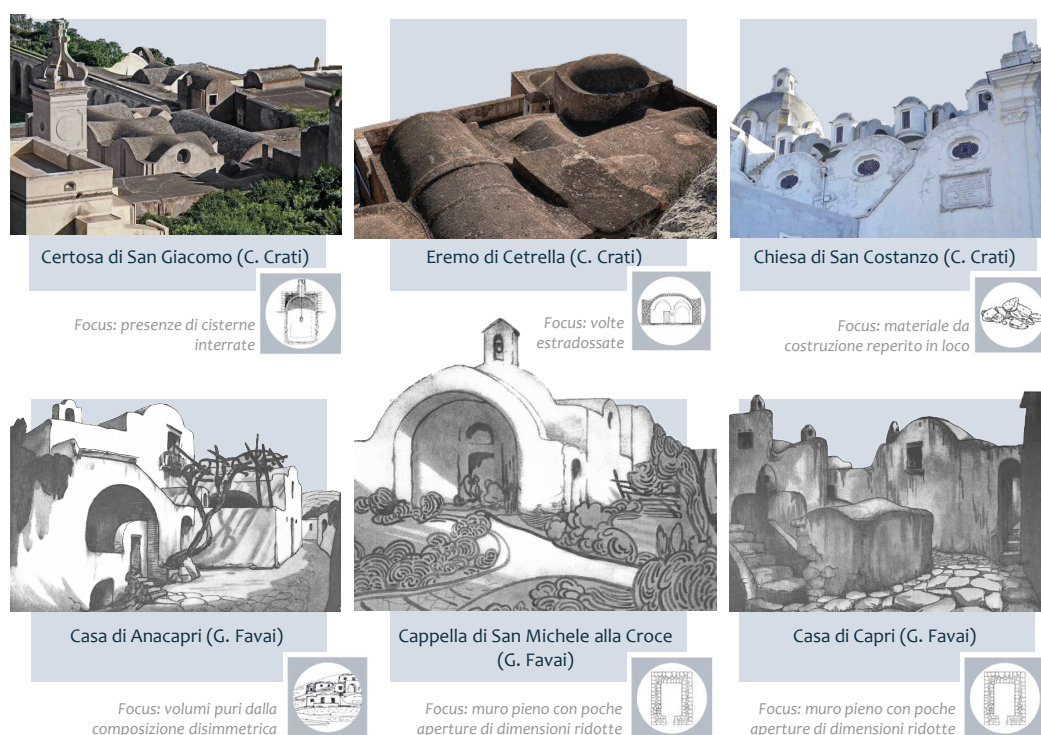 Certosa di San Giacomo (C. Crati)
Eremo di Cetrella (C. Crati)
Chiesa di San Costanzo (C. Crati)
Focus: presenze di cisterne
interrate
Focus: volte
estradossate
Focus: materiale da
costruzione reperito in loco
Casa di Anacapri (G. Favai)
Cappella di San Michele alla Croce
(G. Favai)
Casa di Capri (G. Favai)
Focus: volumi puri dalla
composizione disimmetrica
Focus: muro pieno con poche
aperture di dimensioni ridotte
Focus: muro pieno con poche
aperture di dimensioni ridotte